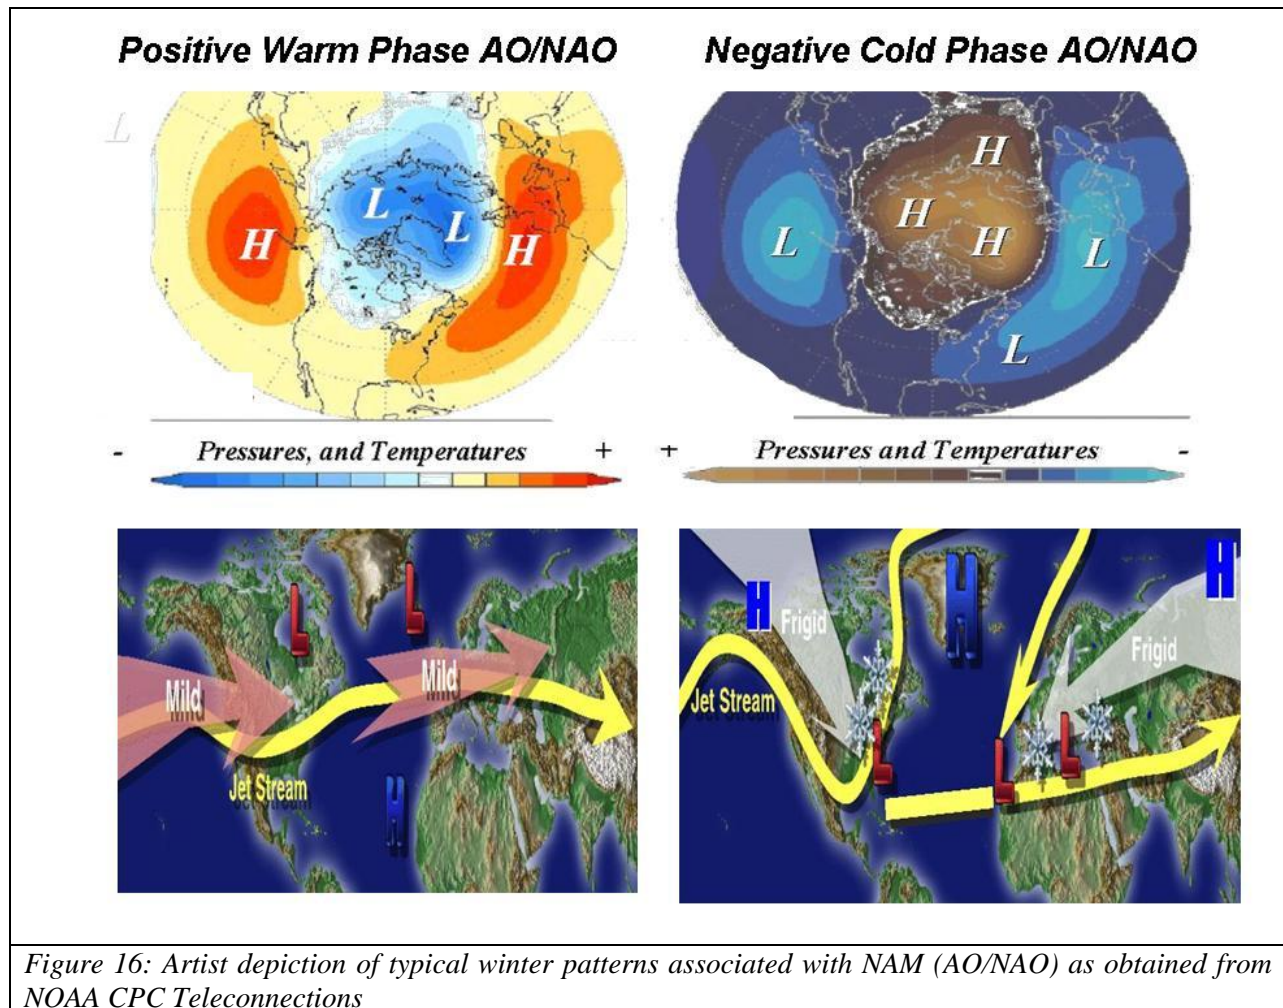 Positive Warm Phase AO/NAO
Negative Cold Phase AO/NAO
L
L
L
H
H
H
H
H
L
L
L
- Pressures, and Temperatures +
+ Pressures and Temperatures -
L
L
Mild
Mild
Jet Stream
H
H
H
H
Frigid
Frigid
Jet Stream
L
L
L
Figure 16: Artist depiction of typical winter patterns associated with NAM (AO/NAO) as obtained from
NOAA CPC Teleconnections